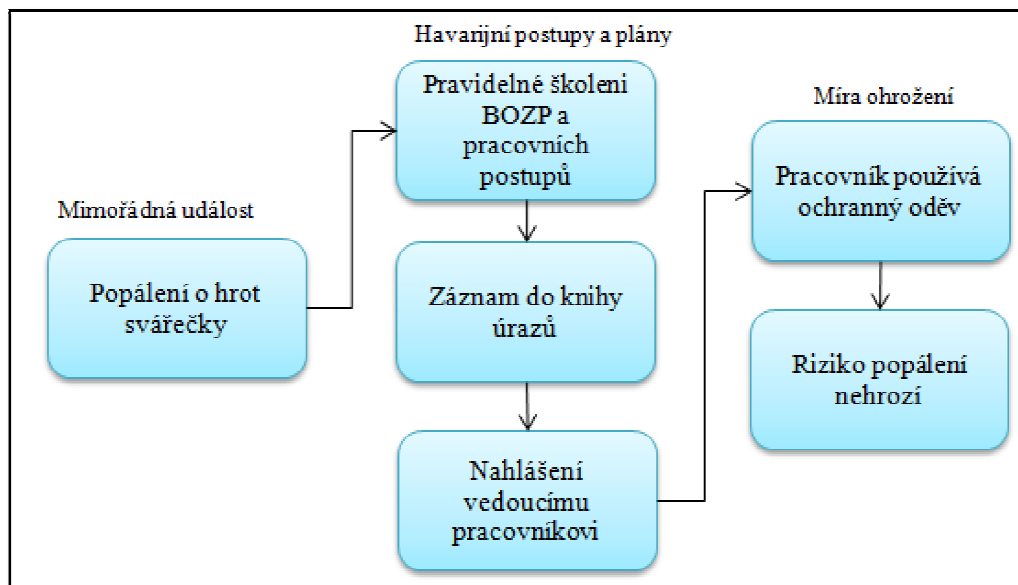 Mimořádná událost
Popálení o hrot
svářečky
Havarijní postupy a plány
Pravidelné školeni
BOZP a
pracovních
postupů
Záznam do knihy
úrazů
Nahlášení
vedoucímu
pracovníkovi
Míra ohrožení
Pracovník používá
ochranný oděv
Riziko popálení
nehrozí